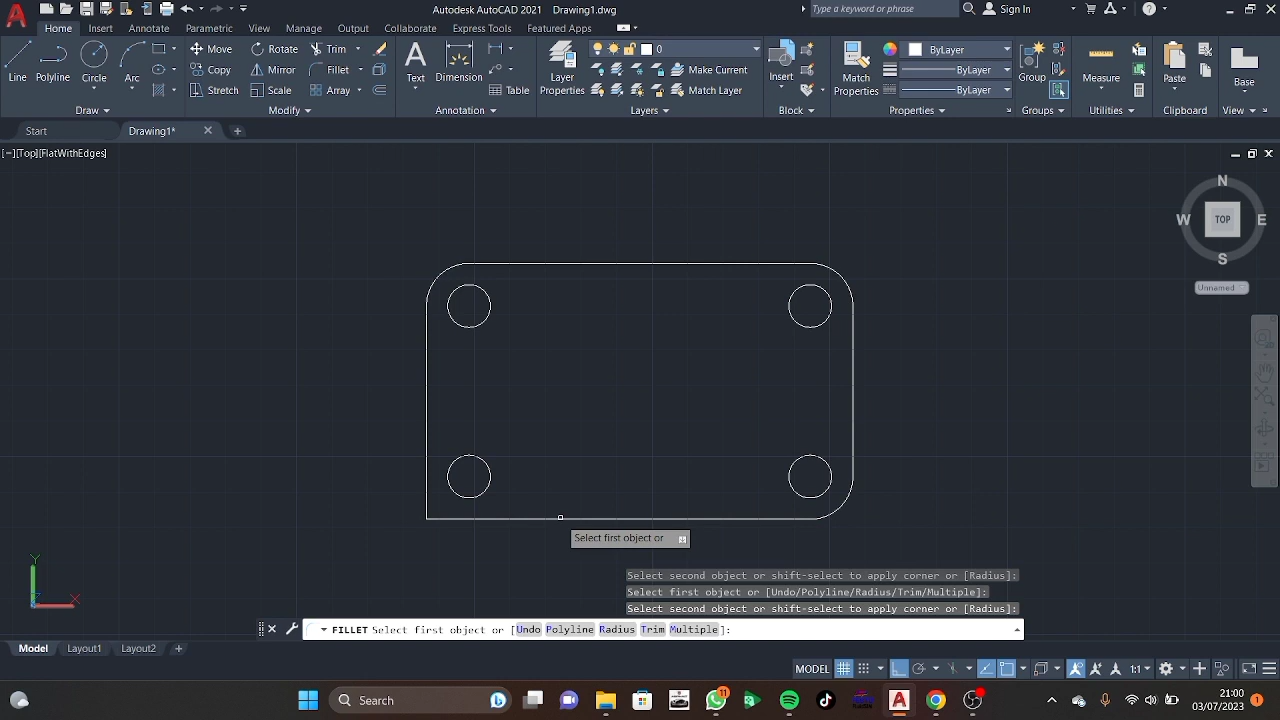 Autodesk AutoCAD 2021 Drawing1.dwg
Type a keyword or phrase
Sign In
Home Insert Annotate Parametric View Manage Output Add-ins Collaborate Express Tools Featured Apps
Line Polyline Circle Arc
Move Rotate Trim
Copy Mirror Fillet
Stretch Scale Array
Text Dimension
Table
Layer
Properties
0
Make Current
Match Layer
Insert
Match
Properties
ByLayer
ByLayer
ByLayer
Group
Measure
Paste
Base
Draw Modify Annotation Layers Block Properties Groups Utilities Clipboard View
Start Drawing1*
[−][Top][FlatWithEdges]
N
W TOP E
S
Unnamed
Select first object or
Y
X
Select second object or shift-select to apply corner or [Radius]:
Select first object or [Undo/Polyline/Radius/Trim/Multiple]:
Select second object or shift-select to apply corner or [Radius]:
FILLET Select first object or [Undo Polyline Radius Trim Multiple]:
Model Layout1 Layout2
MODEL 1:1
Search
11
21:00
03/07/2023
1